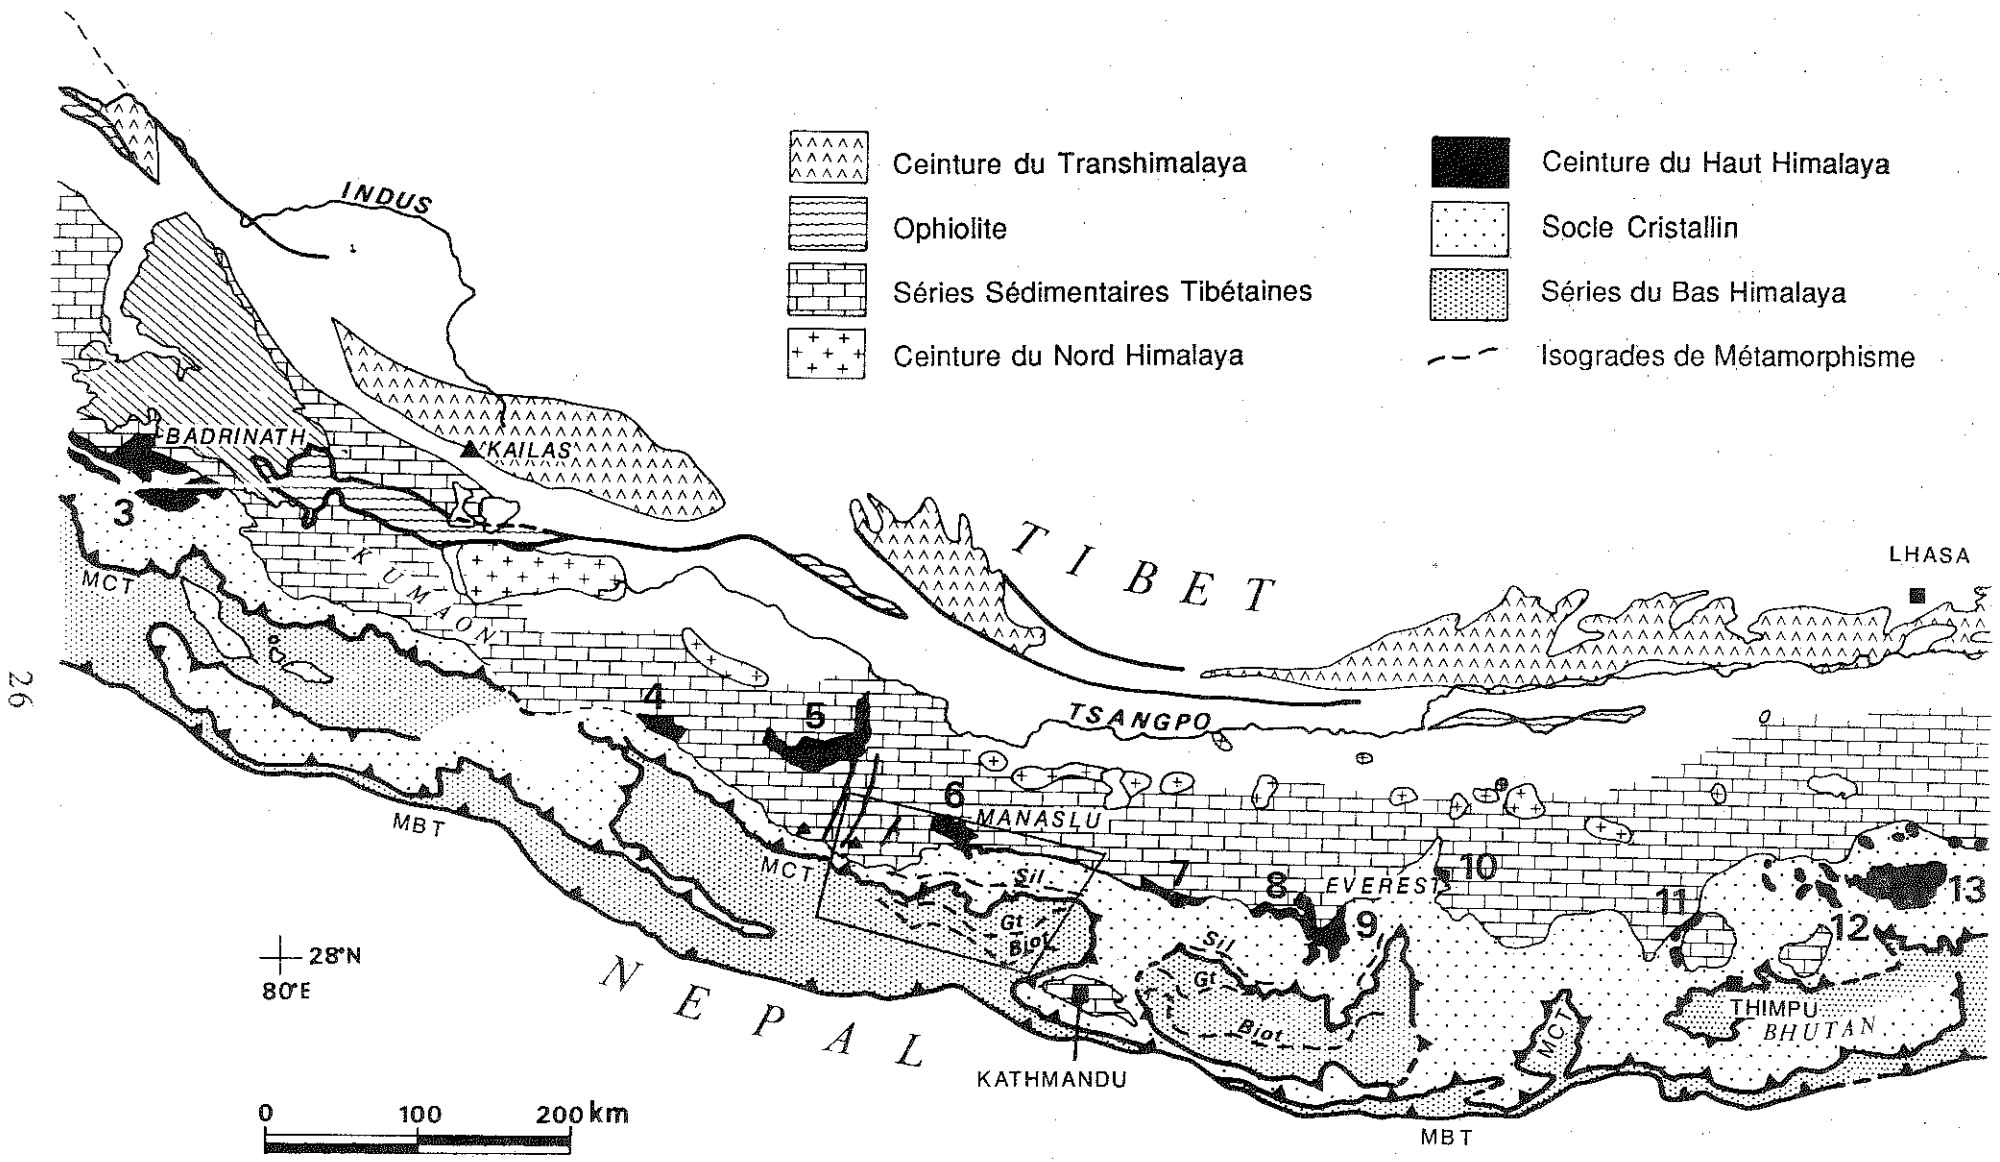 INDUS
Ceinture du Transhimalaya
Ophiolite
Séries Sédimentaires Tibétaines
Ceinture du Nord Himalaya
Ceinture du Haut Himalaya
Socle Cristallin
Séries du Bas Himalaya
Isogrades de Métamorphisme
BADRINATH
KAILAS
3
MCT
KUMAON
TIBET
LHASA
26
4
5
TSANGPO
6
MANASLU
MBT
MCT
Sil
Gt
Biot
7
8
EVEREST
9
10
11
12
13
Sil
Gt
Biot
28°N
80°E
NEPAL
KATHMANDU
MCT
THIMPU
BHUTAN
0 100 200 km
MBT